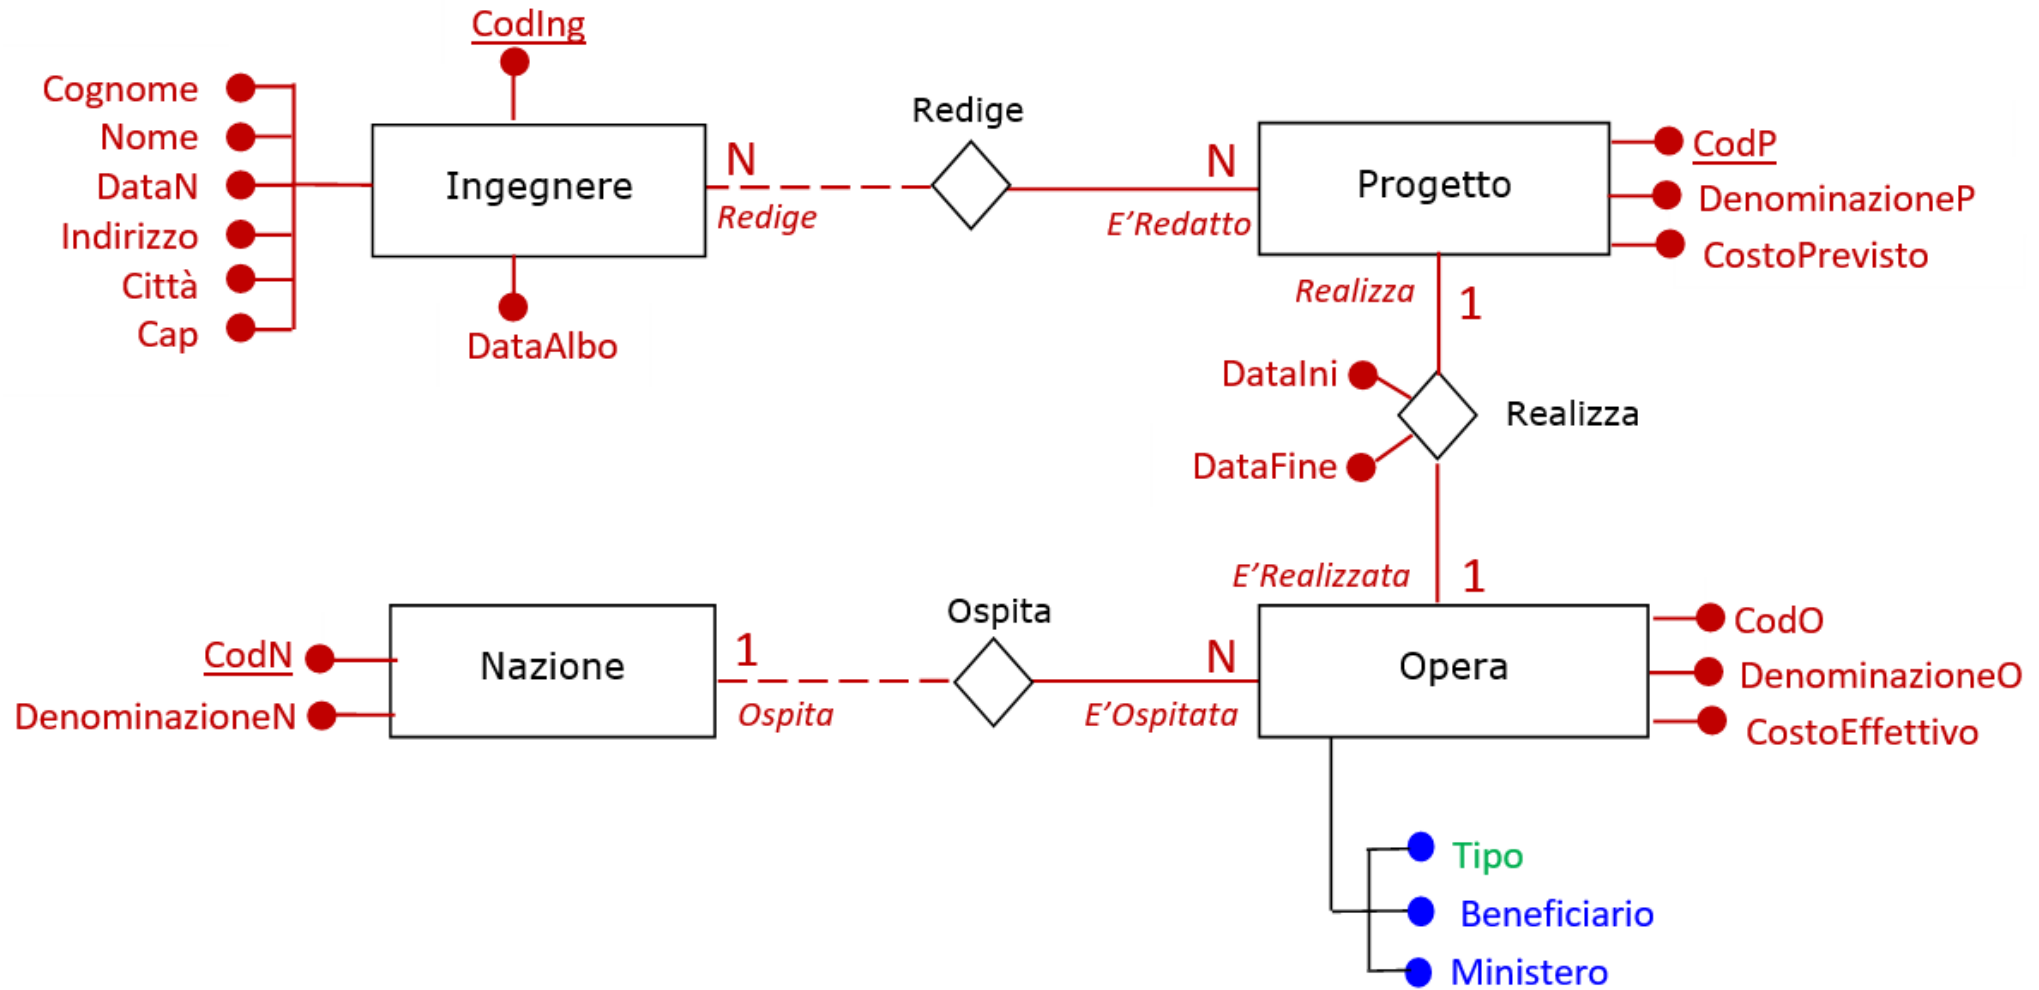 CodIng
Cognome
Nome
DataN
Indirizzo
Città
Cap
Ingegnere
DataAlbo
N
Redige
Redige
N
E'Redatto
Progetto
CodP
DenominazioneP
CostoPrevisto
Realizza
1
DataIni
DataFine
Realizza
E'Realizzata
1
CodN
DenominazioneN
Nazione
1
Ospita
Ospita
N
E'Ospitata
Opera
CodO
DenominazioneO
CostoEffettivo
Tipo
Beneficiario
Ministero